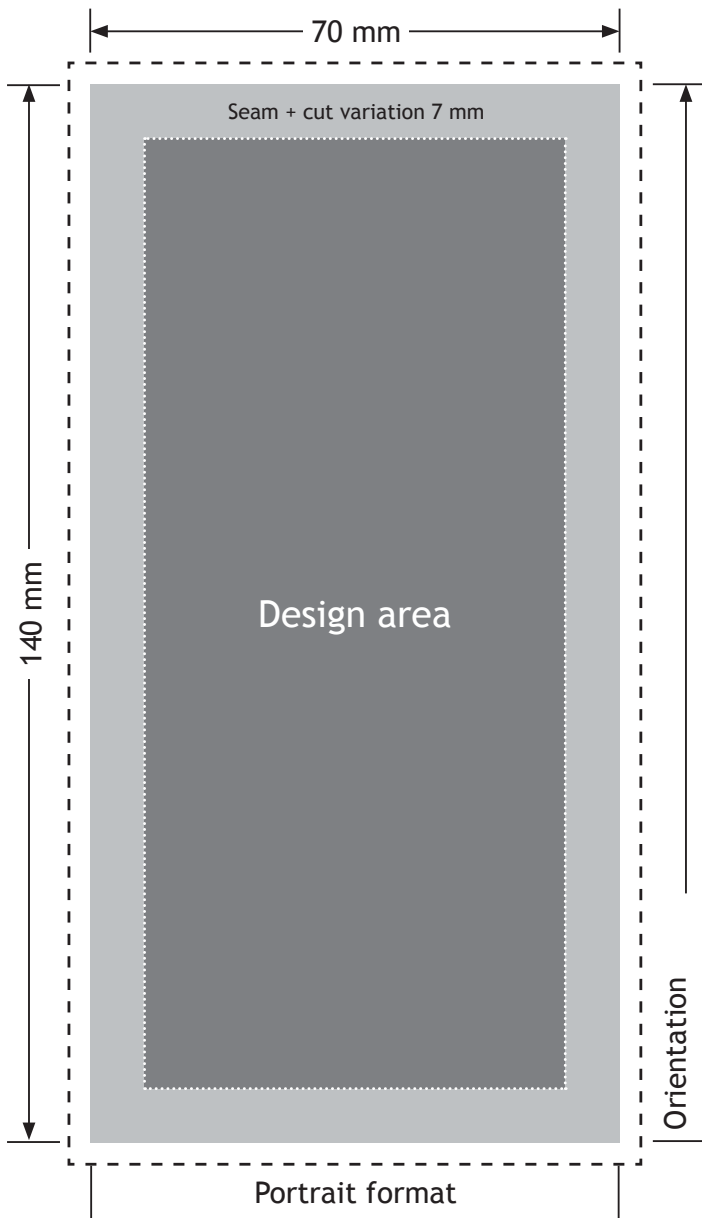 70 mm
Seam + cut variation 7 mm
140 mm
Design area
Orientation
Portrait format